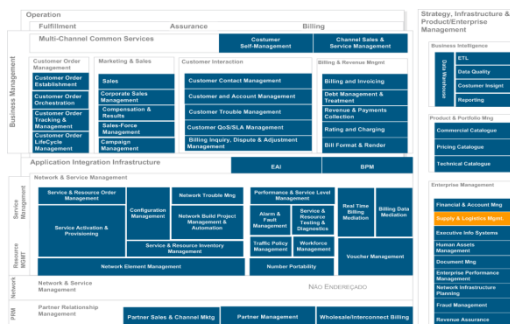 Operation
Fulfillment Assurance Billing
Multi-Channel Common Services
Costumer
Self-Management
Channel Sales &
Service Management
Business Management
Customer Order
Management
Customer Order
Establishment
Customer Order
Orchestration
Customer Order
Tracking &
Management
Customer Order
LifeCycle
Management
Marketing & Sales
Sales
Corporate Sales
Management
Compensation &
Results
Sales-Force
Management
Campaign
Management
Customer Interaction
Customer Contact Management
Customer and Account Management
Customer Trouble Management
Customer QoS/SLA Management
Billing Inquiry, Dispute & Adjustment
Management
Billing & Revenue Mngmt
Billing and Invoicing
Debt Management &
Treatment
Revenue & Payments
Collection
Rating and Charging
Bill Format & Render
Application Integration Infrastructure
EAI
BPM
Service
Management
Resource
MGMT
Network & Service Management
Service & Resource Order
Management
Service Activation &
Provisioning
Configuration
Management
Network Trouble Mng
Network Build Project
Management
& Automation
Service & Resource Inventory
Management
Network Element Management
Performance & Service Level
Management
Alarm &
Fault
Management
Service &
Resource
Testing &
Diagnostics
Traffic Policy
Management
Workforce
Management
Number Portability
Real Time
Billing
Mediation
Billing Data
Mediation
Voucher Management
Network
Network & Service
Management
NÃO ENDEREÇADO
PRM
Partner Relationship
Management
Partner Sales & Channel Mktg
Partner Management
Wholesale/Interconnect Billing
Strategy, Infrastructure &
Product/Enterprise
Management
Business Intelligence
Data Warehouse
ETL
Data Quality
Costumer Insight
Reporting
Product & Portfolio Mng
Commercial Catalogue
Pricing Catalogue
Technical Catalogue
Enterprise Management
Financial & Account Mng
Supply & Logistics Mgmt.
Executive Info Systems
Human Assets
Management
Document Mng
Enterprise Performance
Management
Network Infrastructure
Planning
Fraud Management
Revenue Assurance